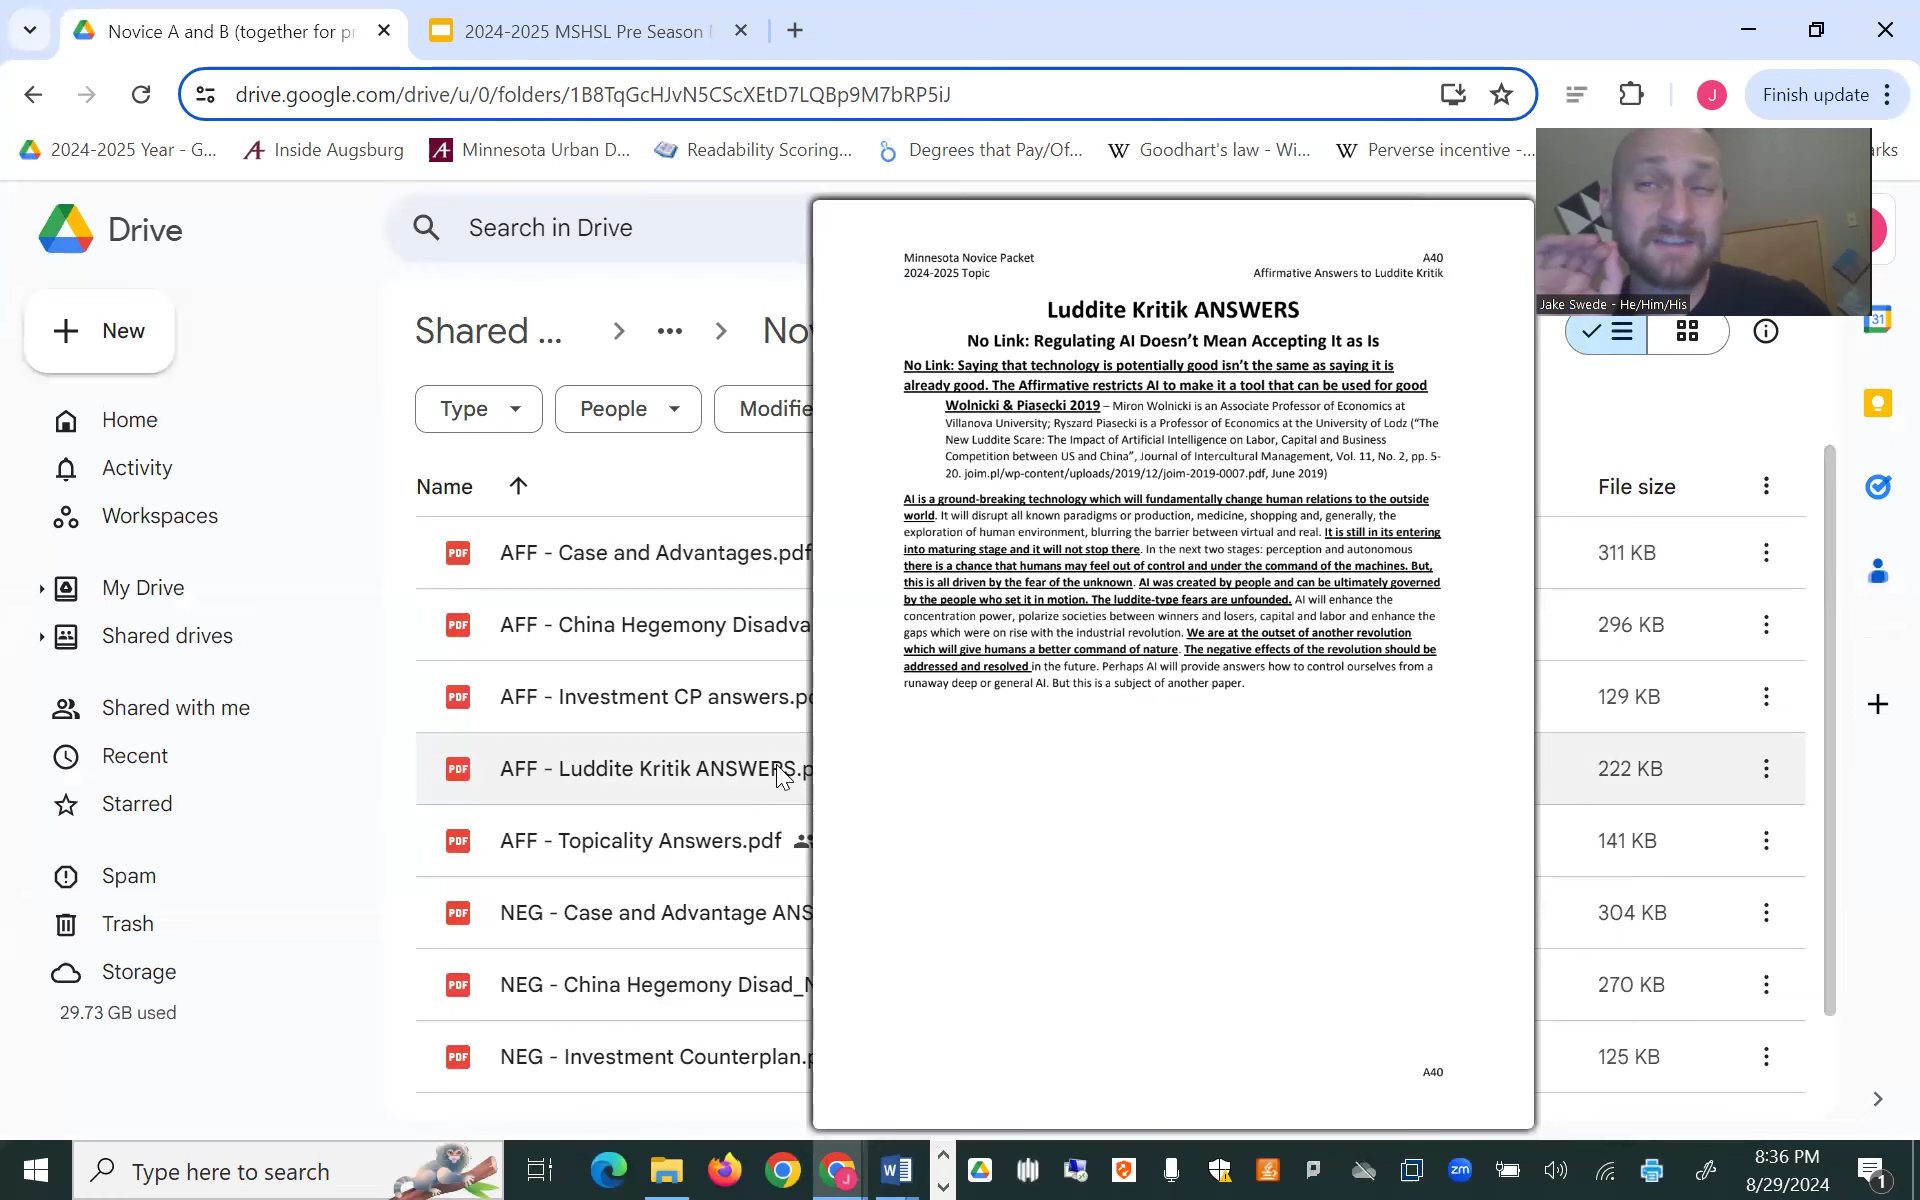 Novice A and B (together for pr
2024-2025 MSHSL Pre Season
drive.google.com/drive/u/0/folders/1B8TqGcHJvN5CScXEtD7LQBp9M7bRP5iJ
J
Finish update
2024-2025 Year - G...
Inside Augsburg
Minnesota Urban D...
Readability Scoring...
Degrees that Pay/Of...
Goodhart's law - Wi...
Perverse incentive -...
arks
Drive
Search in Drive
Jake Swede - He/Him/His
New
Shared ...
Nov
Type
People
Modifie
Home
Activity
Workspaces
My Drive
Shared drives
Shared with me
Recent
Starred
Spam
Trash
Storage
29.73 GB used
Name
File size
AFF - Case and Advantages.pdf
311 KB
AFF - China Hegemony Disadva
296 KB
AFF - Investment CP answers.pd
129 KB
AFF - Luddite Kritik ANSWERS.p
222 KB
AFF - Topicality Answers.pdf
141 KB
NEG - Case and Advantage ANS
304 KB
NEG - China Hegemony Disad_N
270 KB
NEG - Investment Counterplan.p
125 KB
Minnesota Novice Packet
A40
2024-2025 Topic
Affirmative Answers to Luddite Kritik
Luddite Kritik ANSWERS
No Link: Regulating AI Doesn't Mean Accepting It as Is
No Link: Saying that technology is potentially good isn't the same as saying it is
already good. The Affirmative restricts AI to make it a tool that can be used for good
Wolnicki & Piasecki 2019 – Miron Wolnicki is an Associate Professor of Economics at
Villanova University; Ryszard Piasecki is a Professor of Economics at the University of Lodz ("The
New Luddite Scare: The Impact of Artificial Intelligence on Labor, Capital and Business
Competition between US and China", Journal of Intercultural Management, Vol. 11, No. 2, pp. 5-
20. joim.pl/wp-content/uploads/2019/12/joim-2019-0007.pdf, June 2019)
AI is a ground-breaking technology which will fundamentally change human relations to the outside
world. It will disrupt all known paradigms or production, medicine, shopping and, generally, the
exploration of human environment, blurring the barrier between virtual and real. It is still in its entering
into maturing stage and it will not stop there. In the next two stages: perception and autonomous
there is a chance that humans may feel out of control and under the command of the machines. But,
this is all driven by the fear of the unknown. AI was created by people and can be ultimately governed
by the people who set it in motion. The luddite-type fears are unfounded. AI will enhance the
concentration power, polarize societies between winners and losers, capital and labor and enhance the
gaps which were on rise with the industrial revolution. We are at the outset of another revolution
which will give humans a better command of nature. The negative effects of the revolution should be
addressed and resolved in the future. Perhaps AI will provide answers how to control ourselves from a
runaway deep or general AI. But this is a subject of another paper.
A40
31
Type here to search
J
zm
8:36 PM
8/29/2024
1